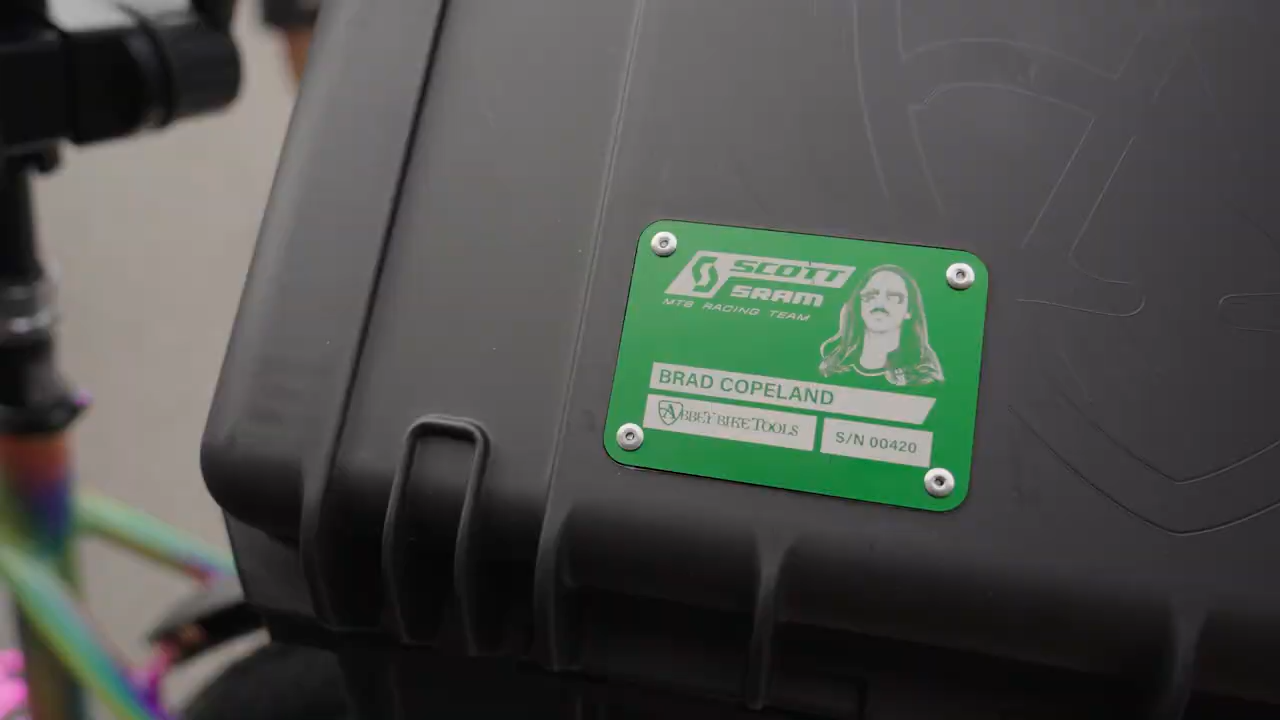 SCOTT
SRAM
MTB RACING TEAM
BRAD COPELAND
ABBEY BIKE TOOLS
S/N 00420